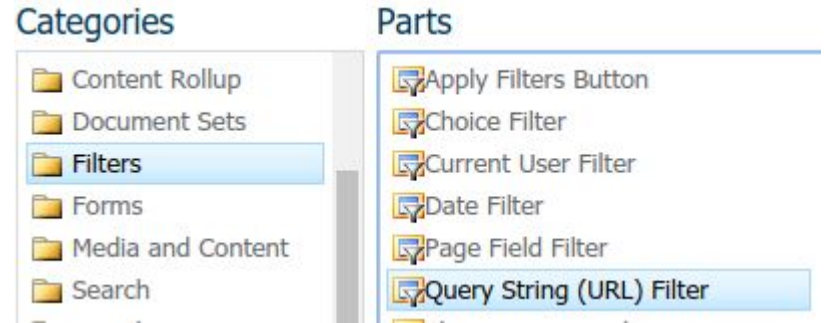 Categories
Content Rollup
Document Sets
Filters
Forms
Media and Content
Search
Parts
Apply Filters Button
Choice Filter
Current User Filter
Date Filter
Page Field Filter
Query String (URL) Filter